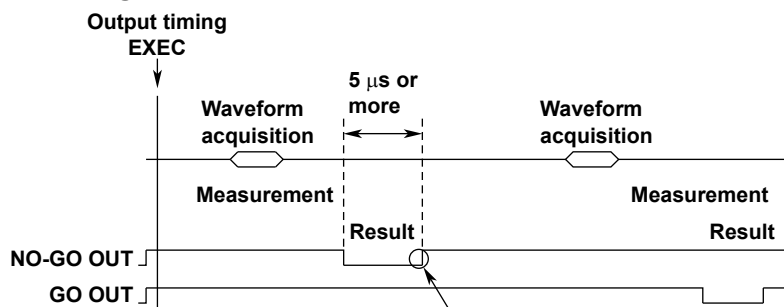 Output timing
EXEC
5 μs or
more
Waveform
acquisition
Waveform
acquisition
Measurement
Measurement
Result
Result
NO-GO OUT
GO OUT